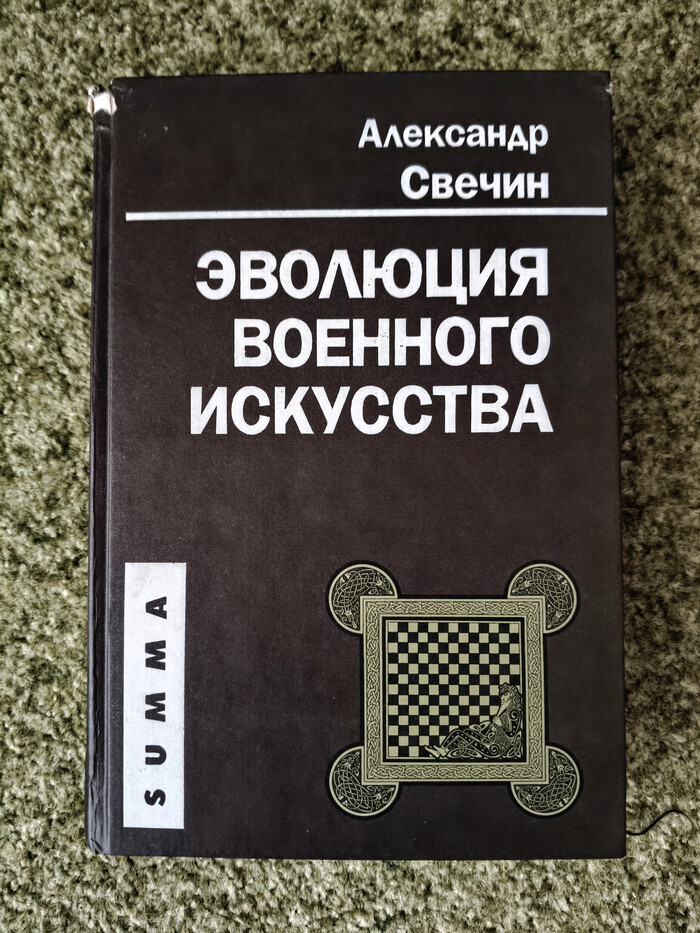 Александр
Свечин
ЭВОЛЮЦИЯ
ВОЕННОГО
ИСКУССТВА
SUMMA